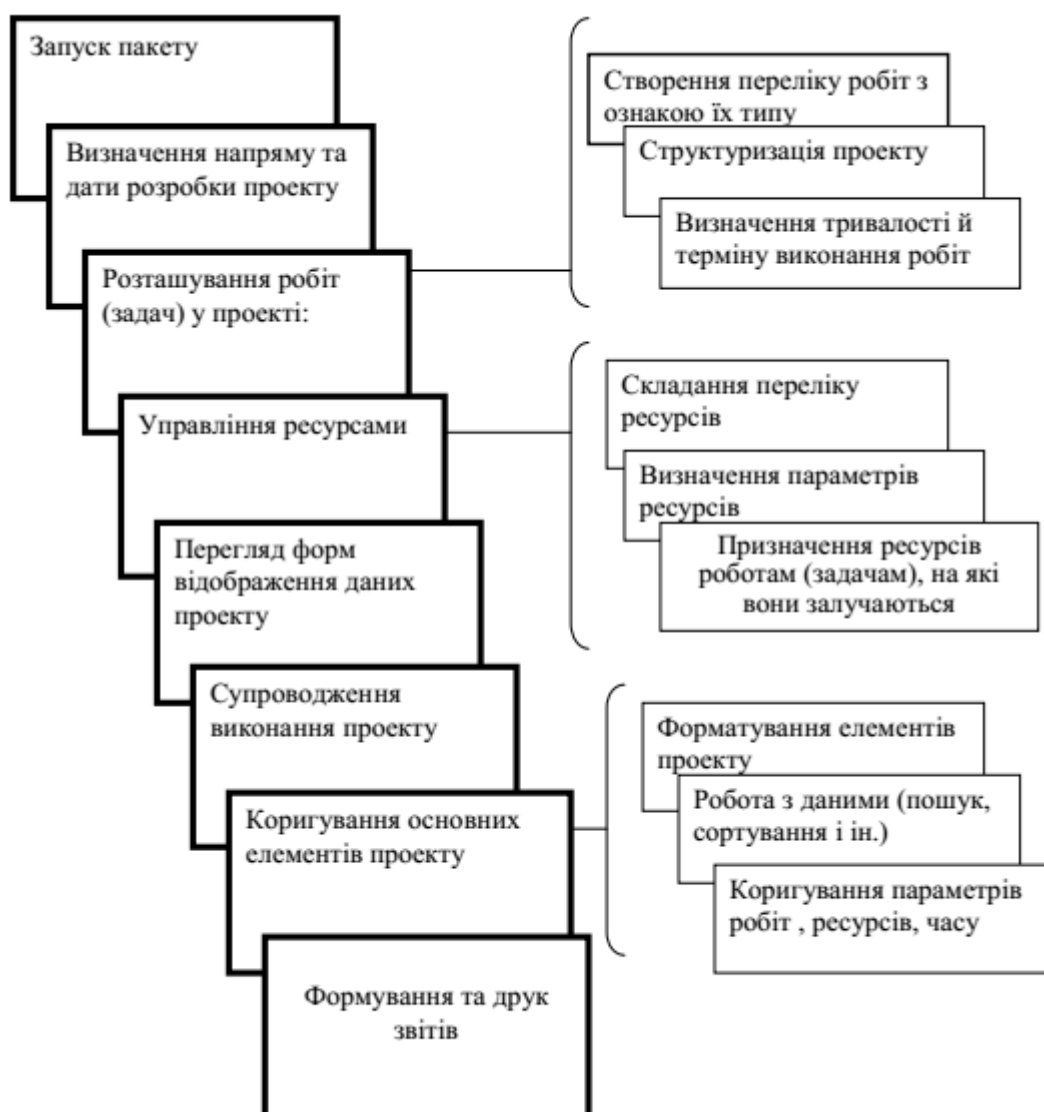 Запуск пакету
Визначення напряму та
дати розробки проекту
Розташування робіт
(задач) у проекті:
Створення переліку робіт з
ознакою їх типу
Структуризація проекту
Визначення тривалості й
терміну виконання робіт
Управління ресурсами
Складання переліку
ресурсів
Визначення параметрів
ресурсів
Призначення ресурсів
роботам (задачам), на які
вони залучаються
Перегляд форм
відображення даних
проекту
Супроводження
виконання проекту
Коригування основних
елементів проекту
Форматування елементів
проекту
Робота з даними (пошук,
сортування і ін.)
Коригування параметрів
робіт , ресурсів, часу
Формування та друк
звітів